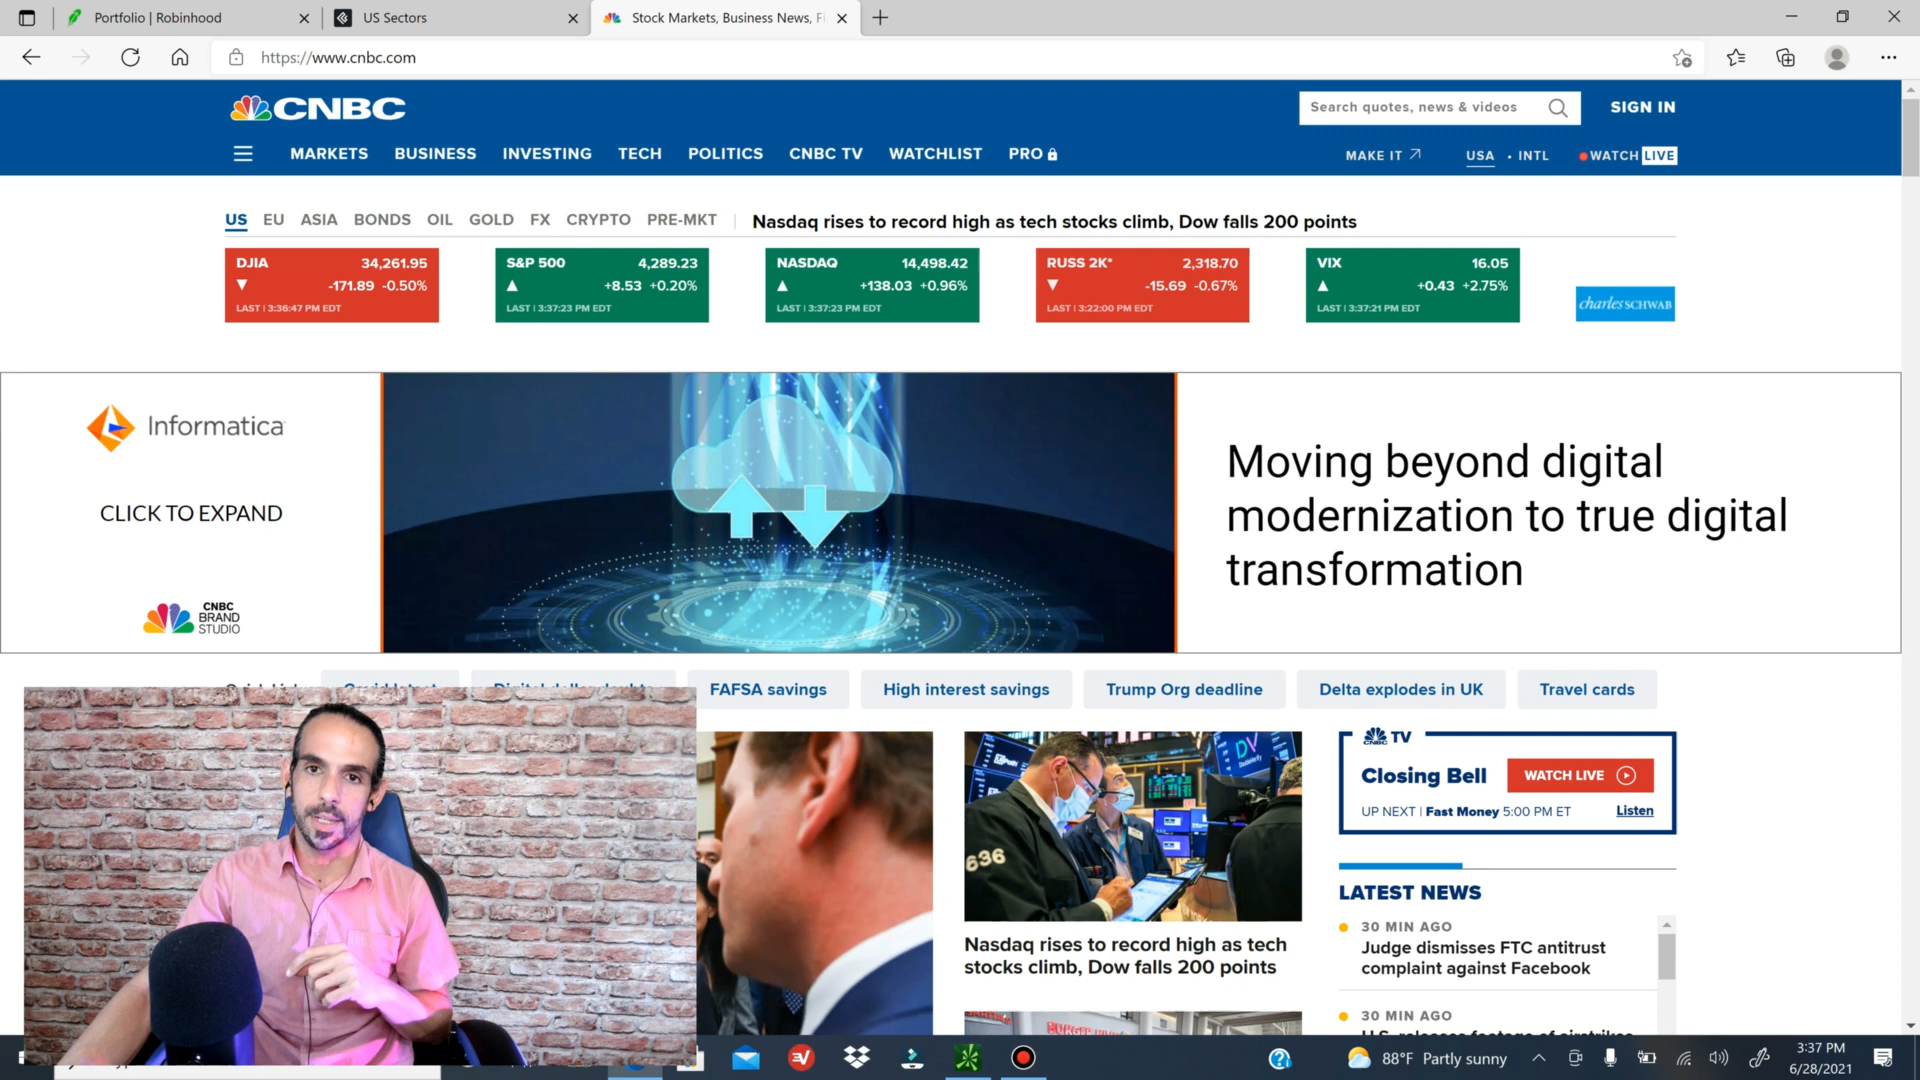 Portfolio | Robinhood
US Sectors
Stock Markets, Business News, F
https://www.cnbc.com
CNBC
Search quotes, news & videos
SIGN IN
MARKETS BUSINESS INVESTING TECH POLITICS CNBC TV WATCHLIST PRO
MAKE IT USA • INTL WATCH LIVE
US EU ASIA BONDS OIL GOLD FX CRYPTO PRE-MKT
Nasdaq rises to record high as tech stocks climb, Dow falls 200 points
DJIA 34,261.95
▼ -171.89 -0.50%
LAST | 3:36:47 PM EDT
S&P 500 4,289.23
▲ +8.53 +0.20%
LAST | 3:37:23 PM EDT
NASDAQ 14,498.42
▲ +138.03 +0.96%
LAST | 3:37:23 PM EDT
RUSS 2K* 2,318.70
▼ -15.69 -0.67%
LAST | 3:22:00 PM EDT
VIX 16.05
▲ +0.43 +2.75%
LAST | 3:37:21 PM EDT
charles SCHWAB
Informatica
CLICK TO EXPAND
CNBC
BRAND
STUDIO
Moving beyond digital
modernization to true digital
transformation
FAFSA savings
High interest savings
Trump Org deadline
Delta explodes in UK
Travel cards
636
Nasdaq rises to record high as tech
stocks climb, Dow falls 200 points
CNBC TV
Closing Bell
WATCH LIVE
UP NEXT | Fast Money 5:00 PM ET
Listen
LATEST NEWS
30 MIN AGO
Judge dismisses FTC antitrust
complaint against Facebook
30 MIN AGO
88°F Partly sunny
3:37 PM
6/28/2021